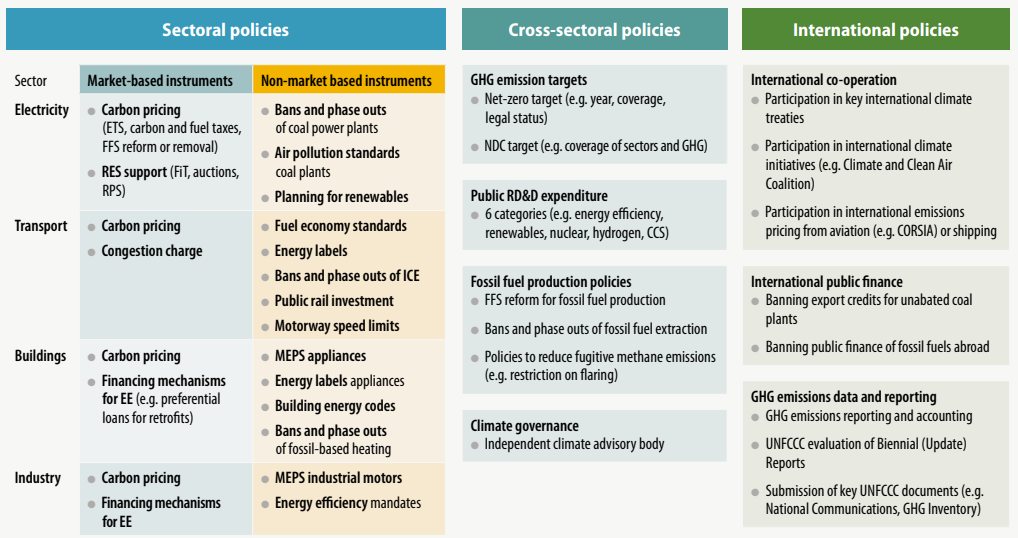 Sectoral policies
Sector
Market-based instruments
Non-market based instruments
Electricity
● Carbon pricing
(ETS, carbon and fuel taxes,
FFS reform or removal)
● RES support (FiT, auctions,
RPS)
● Bans and phase outs
of coal power plants
● Air pollution standards
coal plants
● Planning for renewables
Transport
● Carbon pricing
● Congestion charge
● Fuel economy standards
● Energy labels
● Bans and phase outs of ICE
● Public rail investment
● Motorway speed limits
Buildings
● Carbon pricing
● Financing mechanisms
for EE (e.g. preferential
loans for retrofits)
● MEPS appliances
● Energy labels appliances
● Building energy codes
● Bans and phase outs
of fossil-based heating
Industry
● Carbon pricing
● Financing mechanisms
for EE
● MEPS industrial motors
● Energy efficiency mandates
Cross-sectoral policies
GHG emission targets
● Net-zero target (e.g. year, coverage,
legal status)
● NDC target (e.g. coverage of sectors and GHG)
Public RD&D expenditure
● 6 categories (e.g. energy efficiency,
renewables, nuclear, hydrogen, CCS)
Fossil fuel production policies
● FFS reform for fossil fuel production
● Bans and phase outs of fossil fuel extraction
● Policies to reduce fugitive methane emissions
(e.g. restriction on flaring)
Climate governance
● Independent climate advisory body
International policies
International co-operation
● Participation in key international climate
treaties
● Participation in international climate
initiatives (e.g. Climate and Clean Air
Coalition)
● Participation in international emissions
pricing from aviation (e.g. CORSIA) or shipping
International public finance
● Banning export credits for unabated coal
plants
● Banning public finance of fossil fuels abroad
GHG emissions data and reporting
● GHG emissions reporting and accounting
● UNFCCC evaluation of Biennial (Update)
Reports
● Submission of key UNFCCC documents (e.g.
National Communications, GHG Inventory)